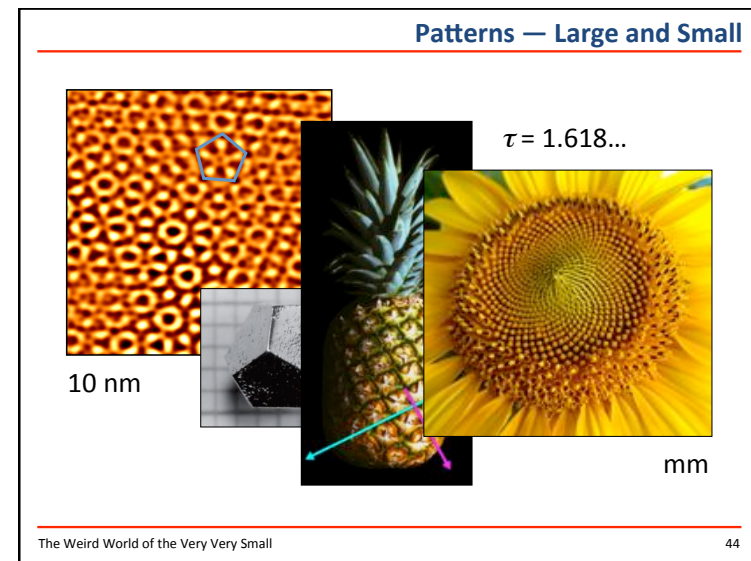 Patterns — Large and Small
τ = 1.618...
10 nm
mm
The Weird World of the Very Very Small
44